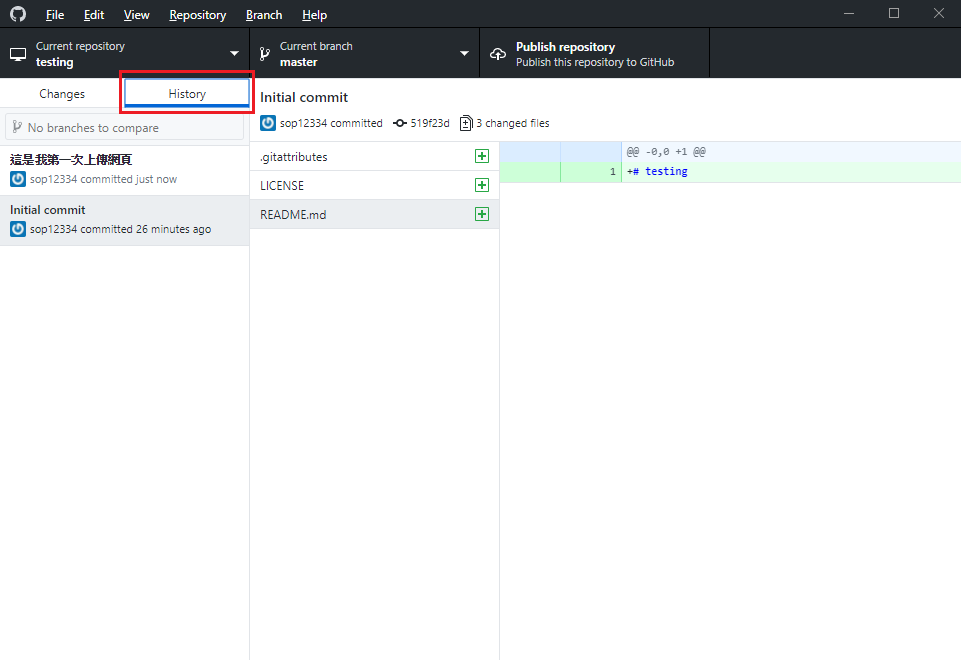 File Edit View Repository Branch Help
Current repository
testing
Current branch
master
Publish repository
Publish this repository to GitHub
Changes
History
No branches to compare
這是我第一次上傳網頁
sop12334 committed just now
Initial commit
sop12334 committed 26 minutes ago
Initial commit
sop12334 committed 519f23d 3 changed files
.gitattributes
LICENSE
README.md
@@ -0,0 +1 @@
1 +# testing